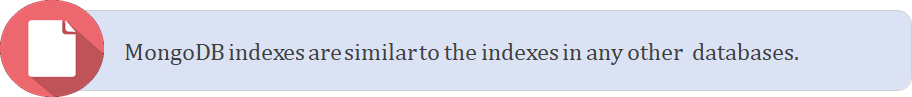 MongoDB indexes are similar to the indexes in any other databases.